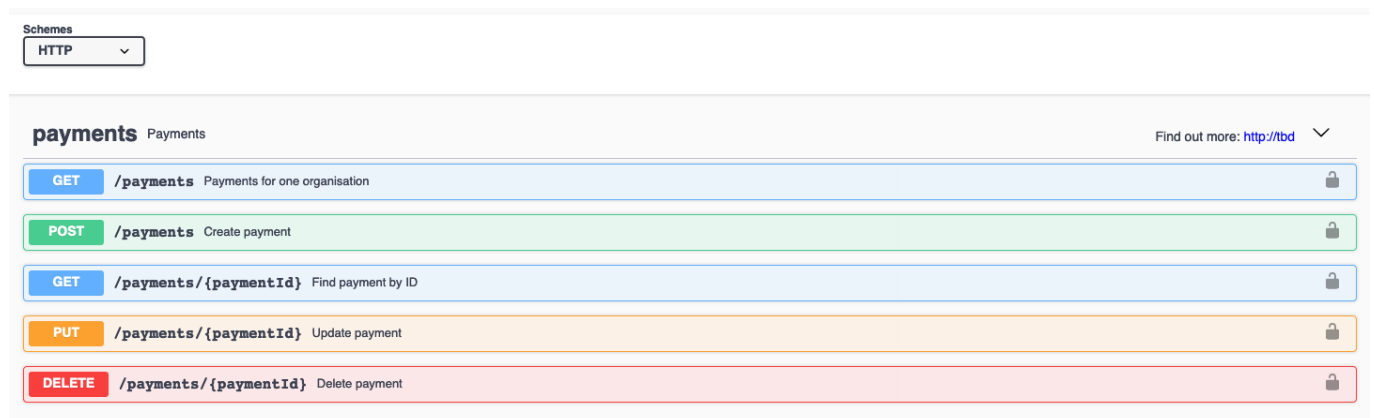 Schemes
HTTP
payments Payments Find out more: http://tbd
GET /payments Payments for one organisation
POST /payments Create payment
GET /payments/{paymentId} Find payment by ID
PUT /payments/{paymentId} Update payment
DELETE /payments/{paymentId} Delete payment